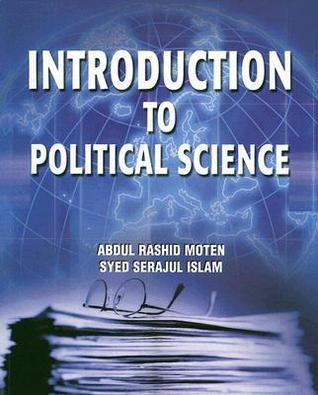 INTRODUCTION
TO
POLITICAL SCIENCE
ABDUL RASHID MOTEN
SYED SERAJUL ISLAM